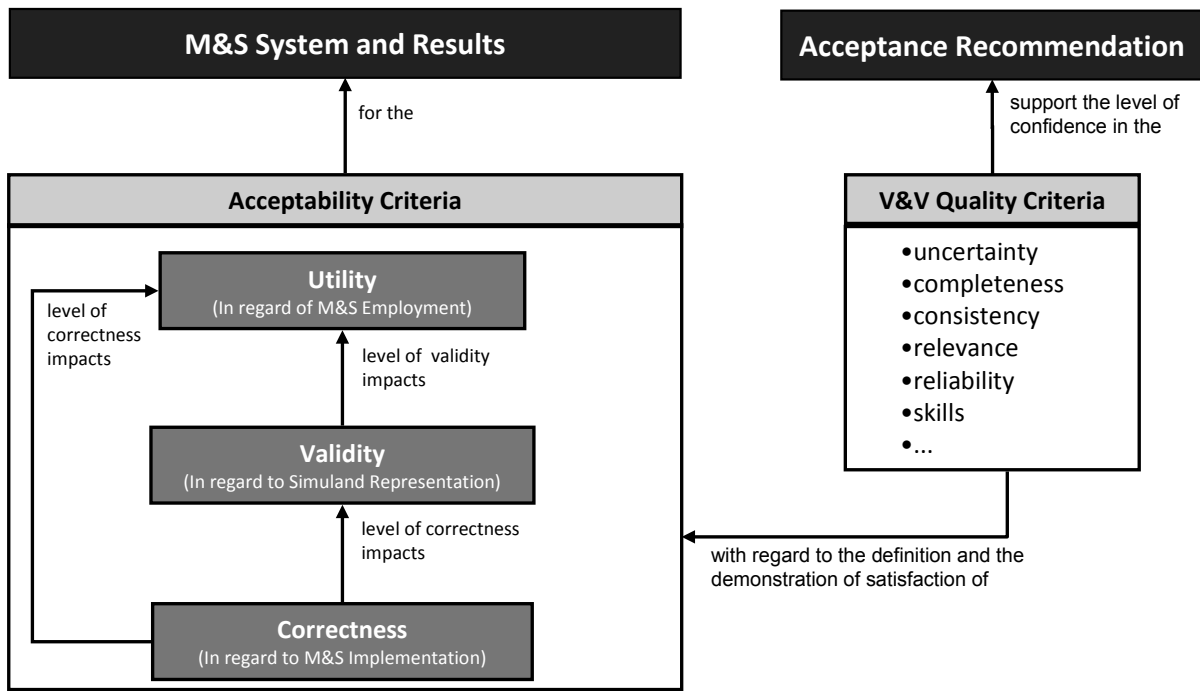 M&S System and Results
Acceptance Recommendation
for the
support the level of
confidence in the
Acceptability Criteria
V&V Quality Criteria
Utility
(In regard of M&S Employment)
level of
correctness
impacts
level of validity
impacts
Validity
(In regard to Simuland Representation)
level of correctness
impacts
Correctness
(In regard to M&S Implementation)
•uncertainty
•completeness
•consistency
•relevance
•reliability
•skills
•...
with regard to the definition and the
demonstration of satisfaction of